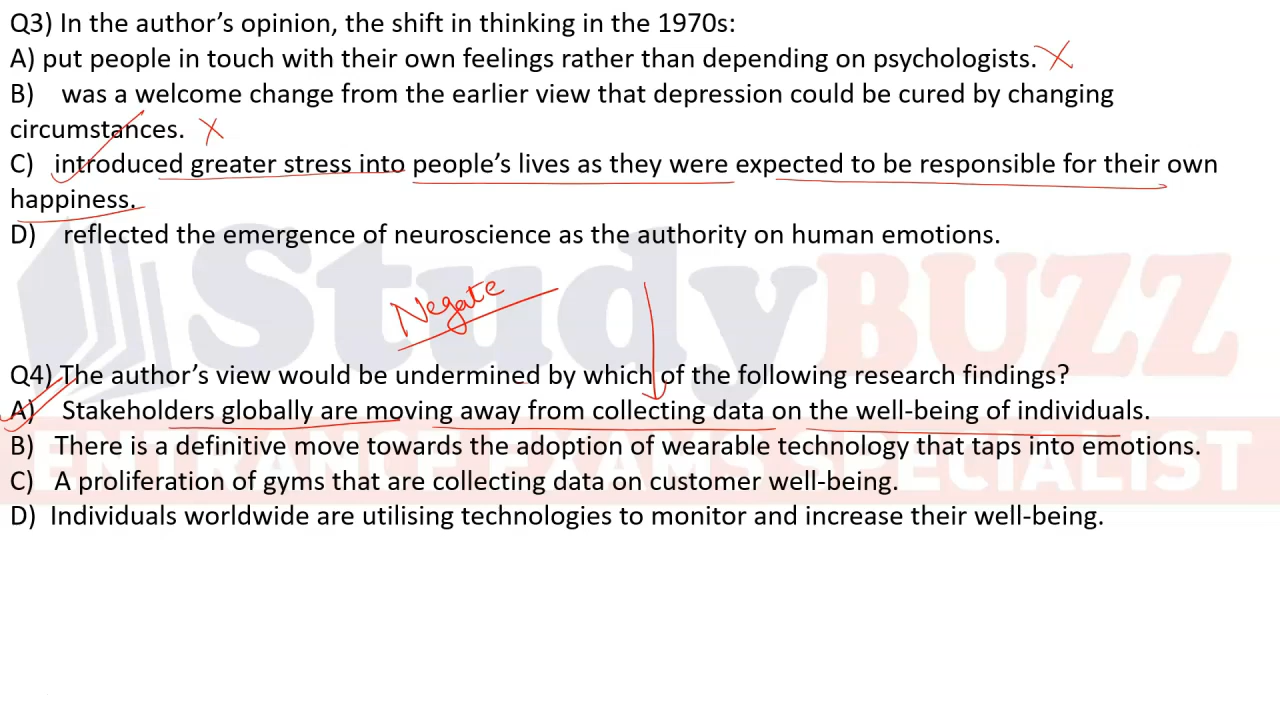 Q3) In the author’s opinion, the shift in thinking in the 1970s:
A) put people in touch with their own feelings rather than depending on psychologists.
B) was a welcome change from the earlier view that depression could be cured by changing
circumstances.
C) introduced greater stress into people’s lives as they were expected to be responsible for their own
happiness.
D) reflected the emergence of neuroscience as the authority on human emotions.
Negate
StudyBUZZ
Q4) The author’s view would be undermined by which of the following research findings?
A) Stakeholders globally are moving away from collecting data on the well-being of individuals.
B) There is a definitive move towards the adoption of wearable technology that taps into emotions.
ENTRANCE EXAMS SPECIALIST
C) A proliferation of gyms that are collecting data on customer well-being.
D) Individuals worldwide are utilising technologies to monitor and increase their well-being.